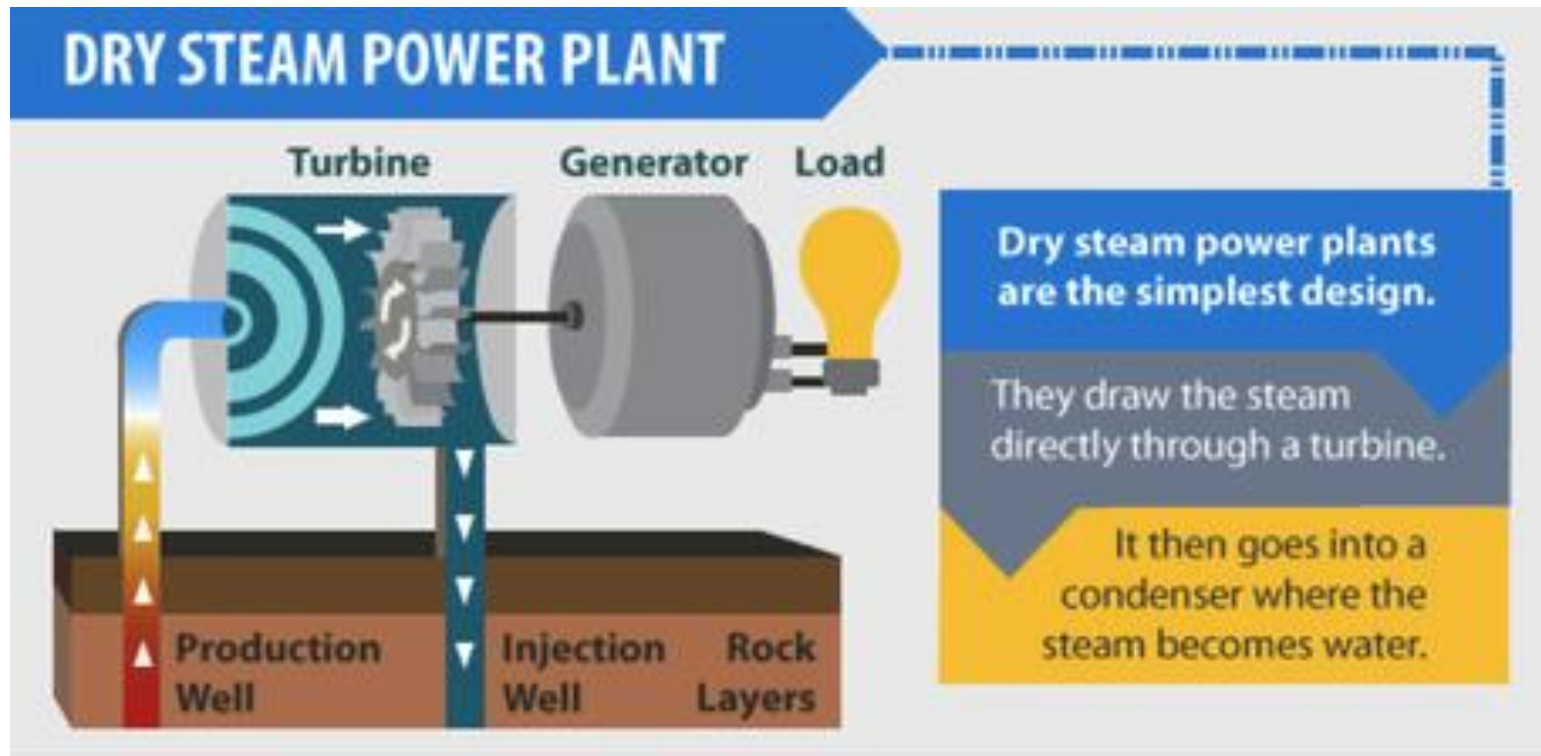 DRY STEAM POWER PLANT
Turbine
Generator
Load
Production
Well
Injection
Well
Rock
Layers
Dry steam power plants
are the simplest design.
They draw the steam
directly through a turbine.
It then goes into a
condenser where the
steam becomes water.